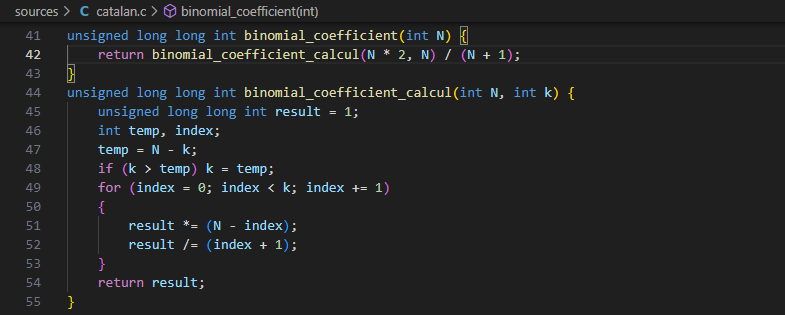 sources > C catalan.c > binomial_coefficient(int)
41 unsigned long long int binomial_coefficient(int N) {
42     return binomial_coefficient_calcul(N * 2, N) / (N + 1);
43 }
44 unsigned long long int binomial_coefficient_calcul(int N, int k) {
45     unsigned long long int result = 1;
46     int temp, index;
47     temp = N - k;
48     if (k > temp) k = temp;
49     for (index = 0; index < k; index += 1)
50     {
51         result *= (N - index);
52         result /= (index + 1);
53     }
54     return result;
55 }